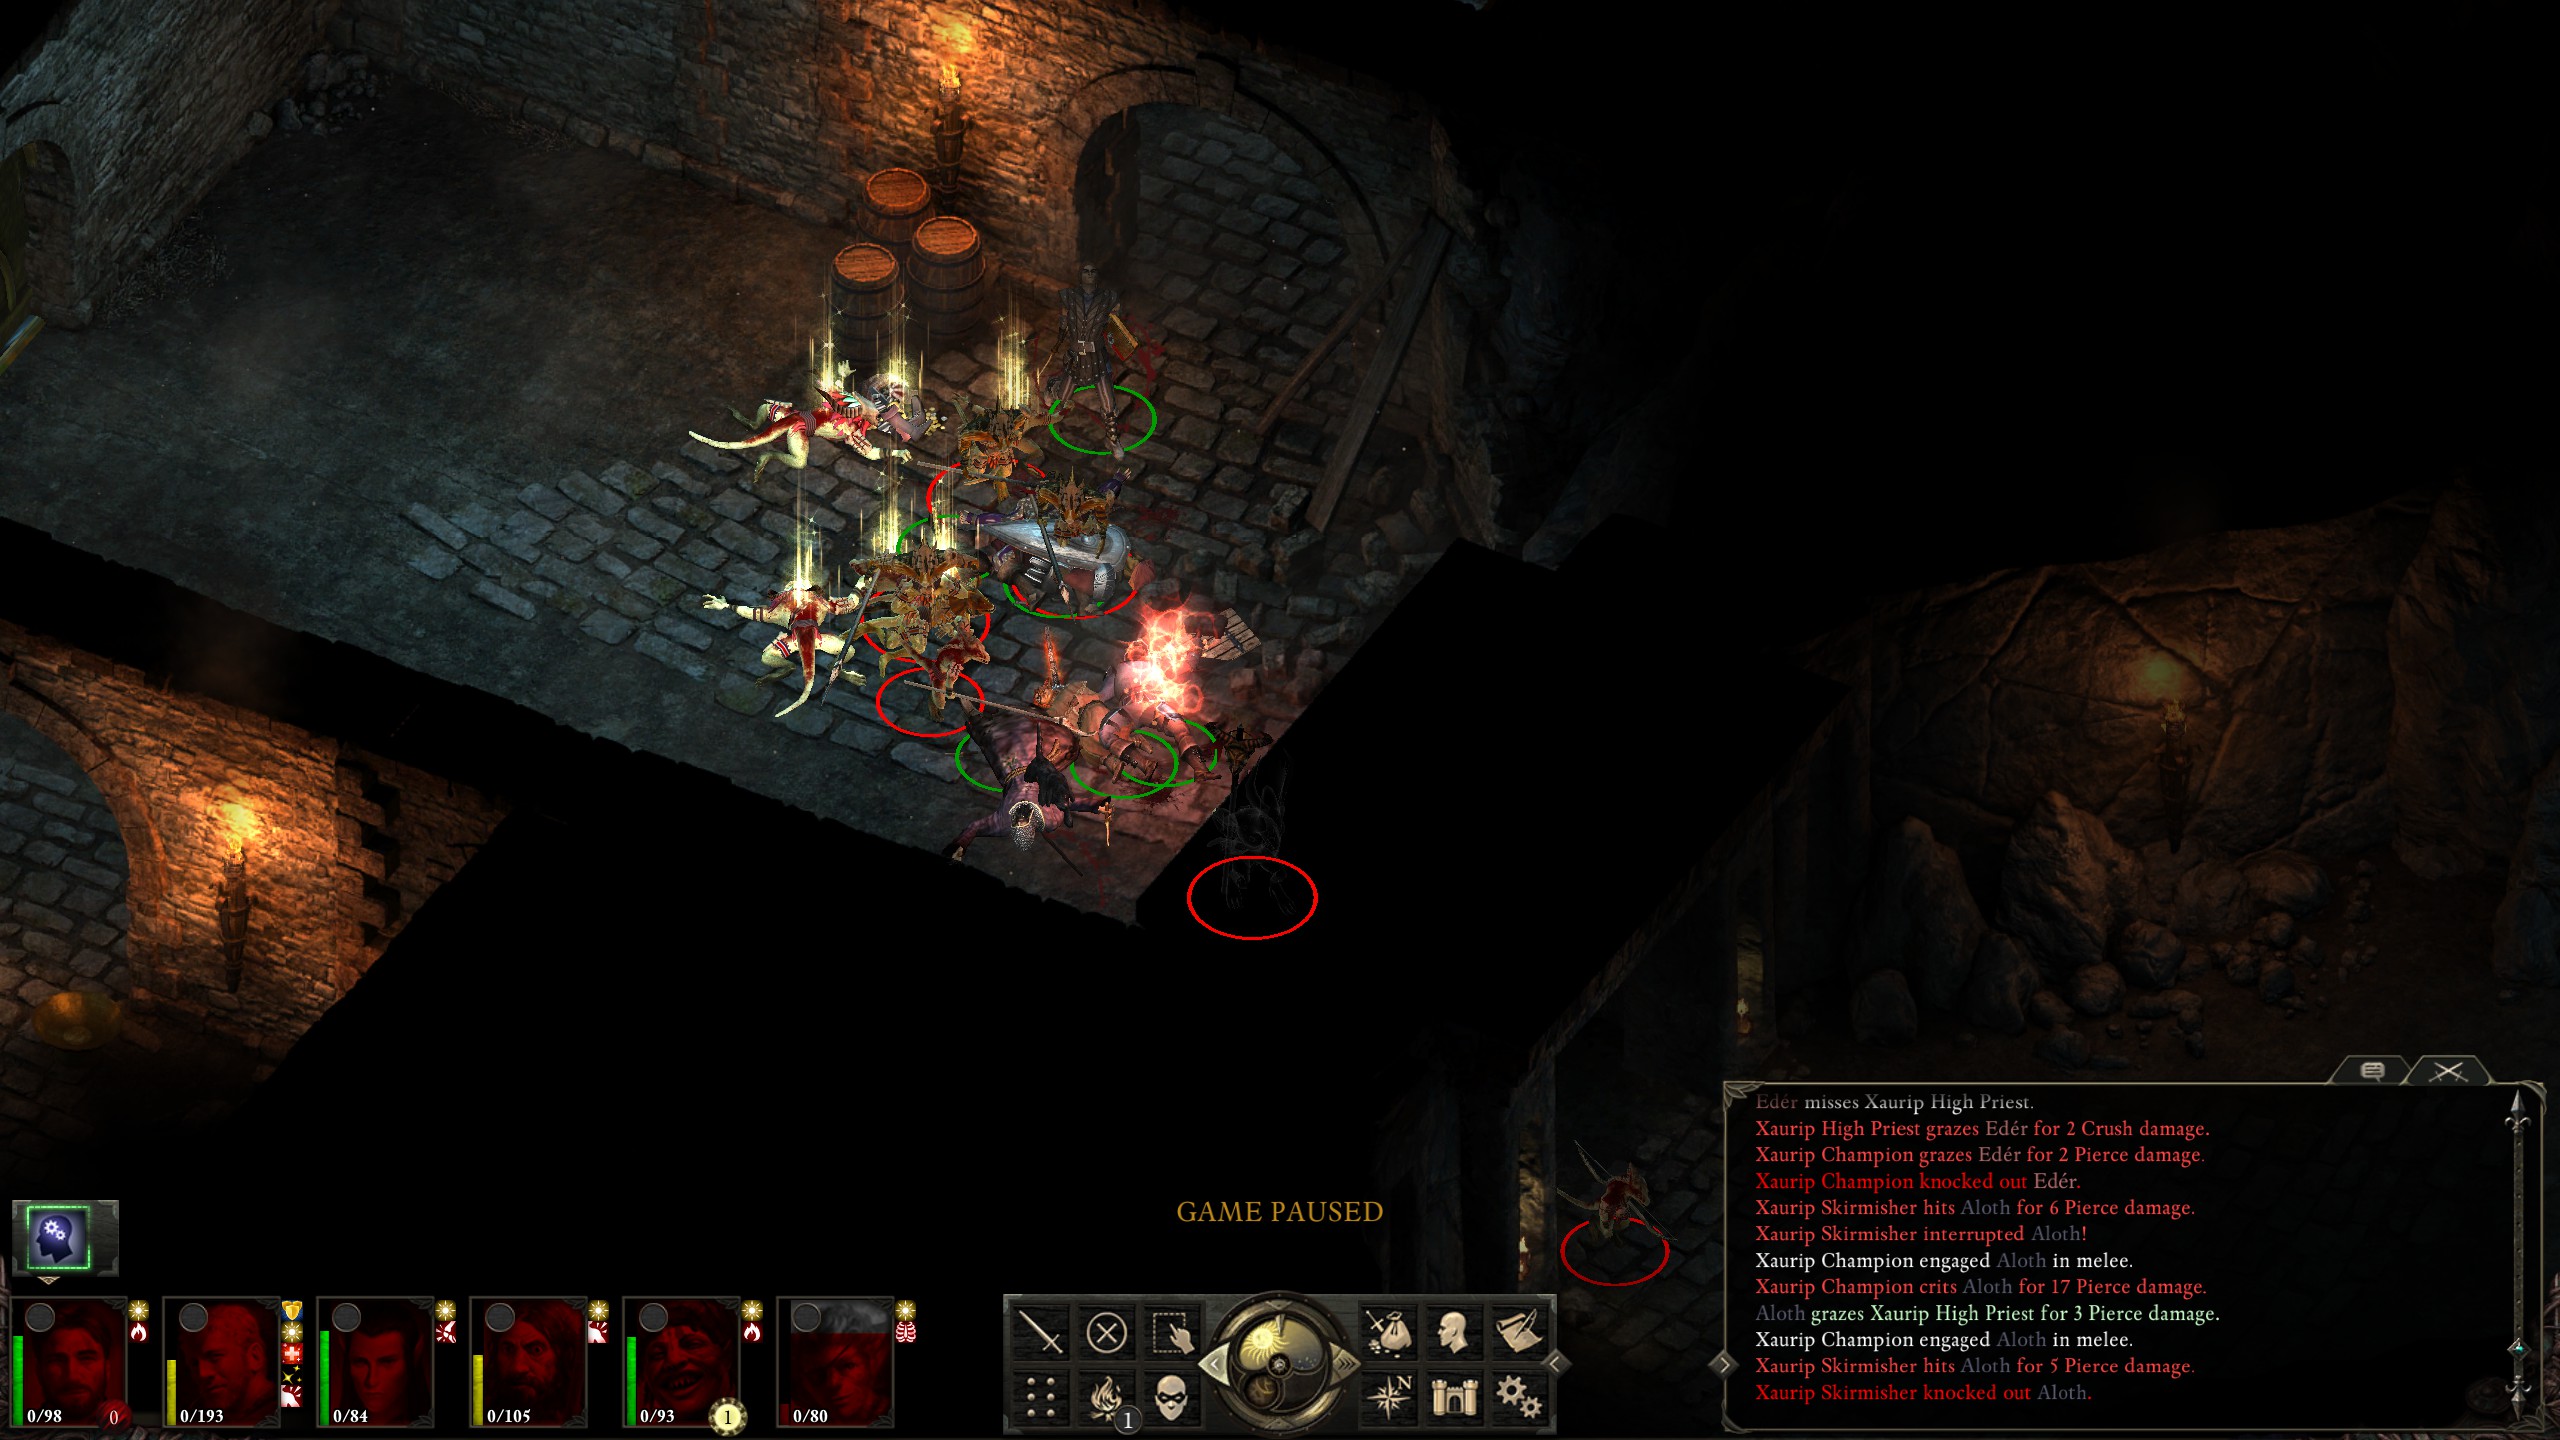 Edér misses Xaurip High Priest.
Xaurip High Priest grazes Edér for 2 Crush damage.
Xaurip Champion grazes Edér for 2 Pierce damage.
Xaurip Champion knocked out Edér.
Xaurip Skirmisher hits Aloth for 6 Pierce damage.
Xaurip Skirmisher interrupted Aloth!
Xaurip Champion engaged Aloth in melee.
Xaurip Champion crits Aloth for 17 Pierce damage.
Aloth grazes Xaurip High Priest for 3 Pierce damage.
Xaurip Champion engaged Aloth in melee.
Xaurip Skirmisher hits Aloth for 5 Pierce damage.
Xaurip Skirmisher knocked out Aloth.
GAME PAUSED
0/98
0
0/193
0/84
0/105
0/93
1
0/80
1
N